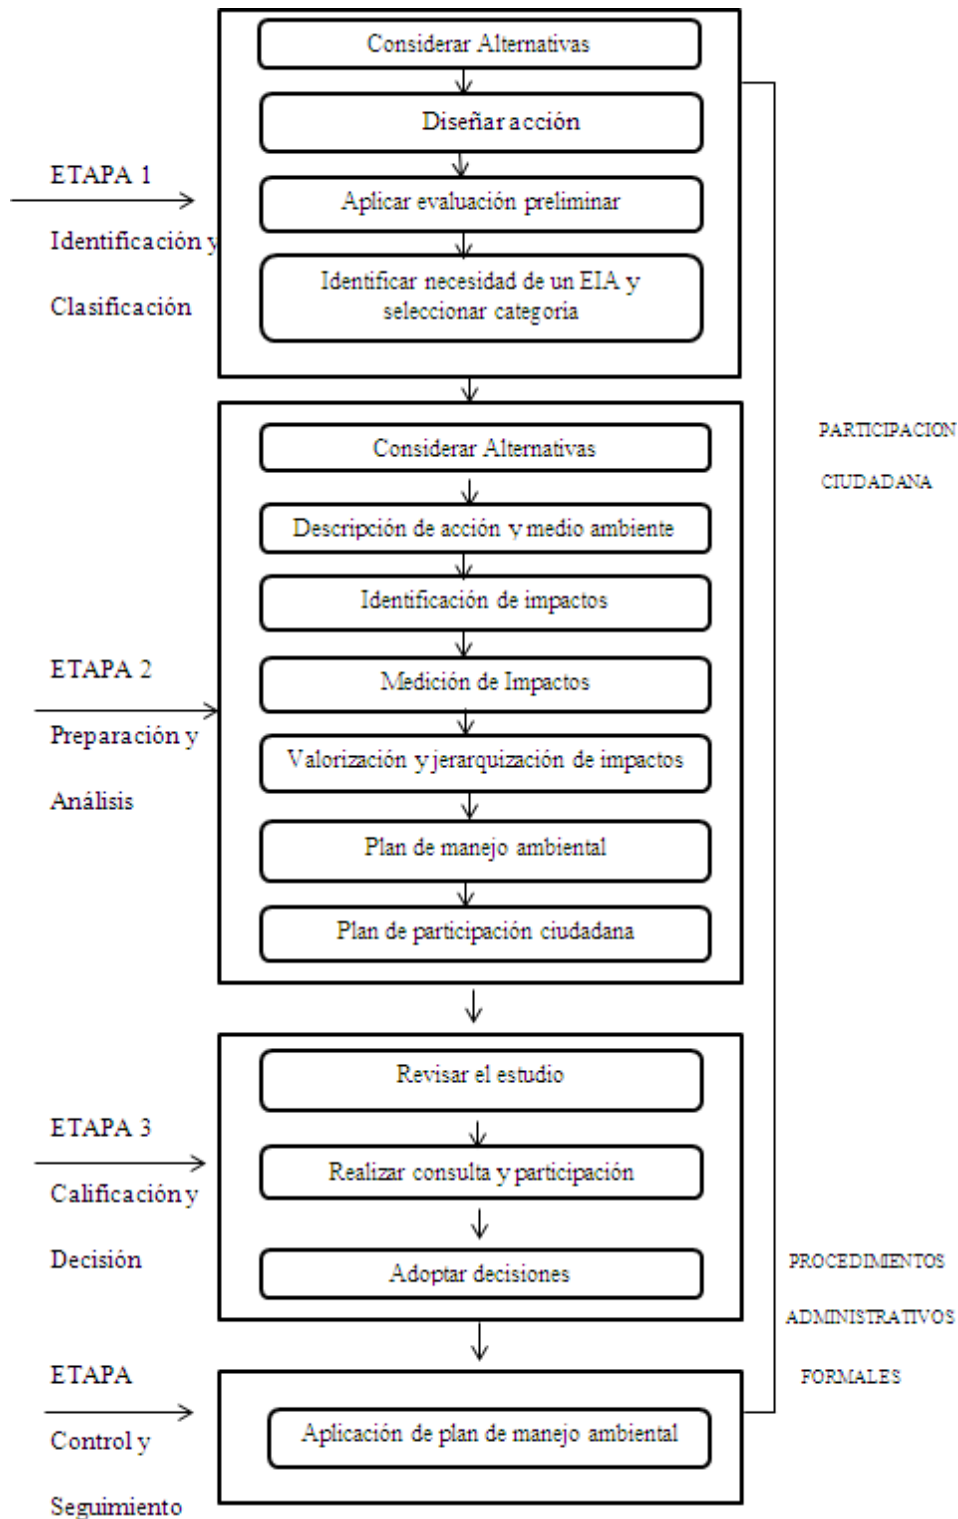 Considerar Alternativas
Diseñar acción
ETAPA 1
Aplicar evaluación preliminar
Identificación y
Identificar necesidad de un EIA y
seleccionar categoría
Clasificación
PARTICIPACION
Considerar Alternativas
CIUDADANA
Descripción de acción y medio ambiente
Identificación de impactos
ETAPA 2
Medición de Impactos
Preparación y
Valorización y jerarquización de impactos
Análisis
Plan de manejo ambiental
Plan de participación ciudadana
Revisar el estudio
ETAPA 3
Realizar consulta y participación
Calificación y
Decisión
Adoptar decisiones
PROCEDIMIENTOS
ADMINISTRATIVOS
ETAPA
FORMALES
Aplicación de plan de manejo ambiental
Control y
Seguimiento